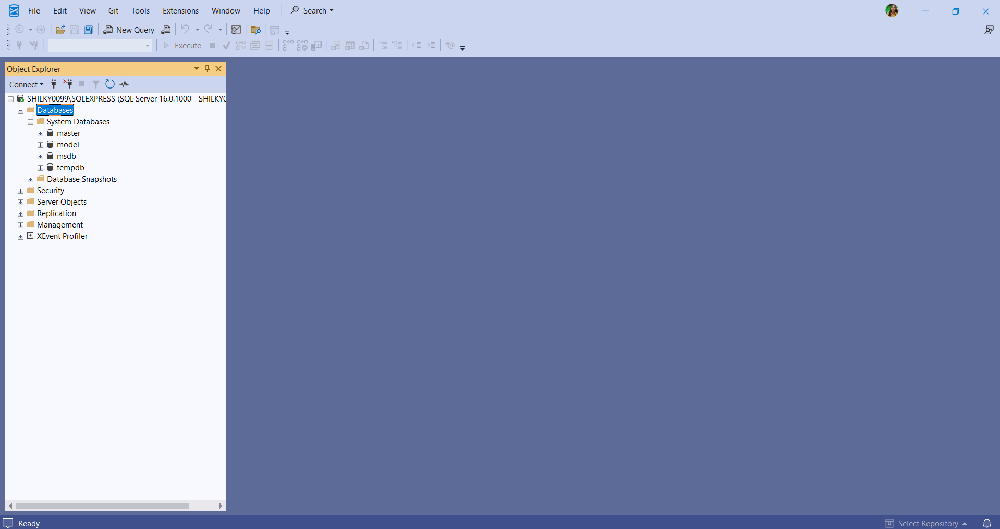 File Edit View Git Tools Extensions Window Help Search
New Query
Execute
Object Explorer
Connect
SHILKY0099\SQLEXPRESS (SQL Server 16.0.1000 - SHILKY0
Databases
System Databases
master
model
msdb
tempdb
Database Snapshots
Security
Server Objects
Replication
Management
XEvent Profiler
Ready Select Repository